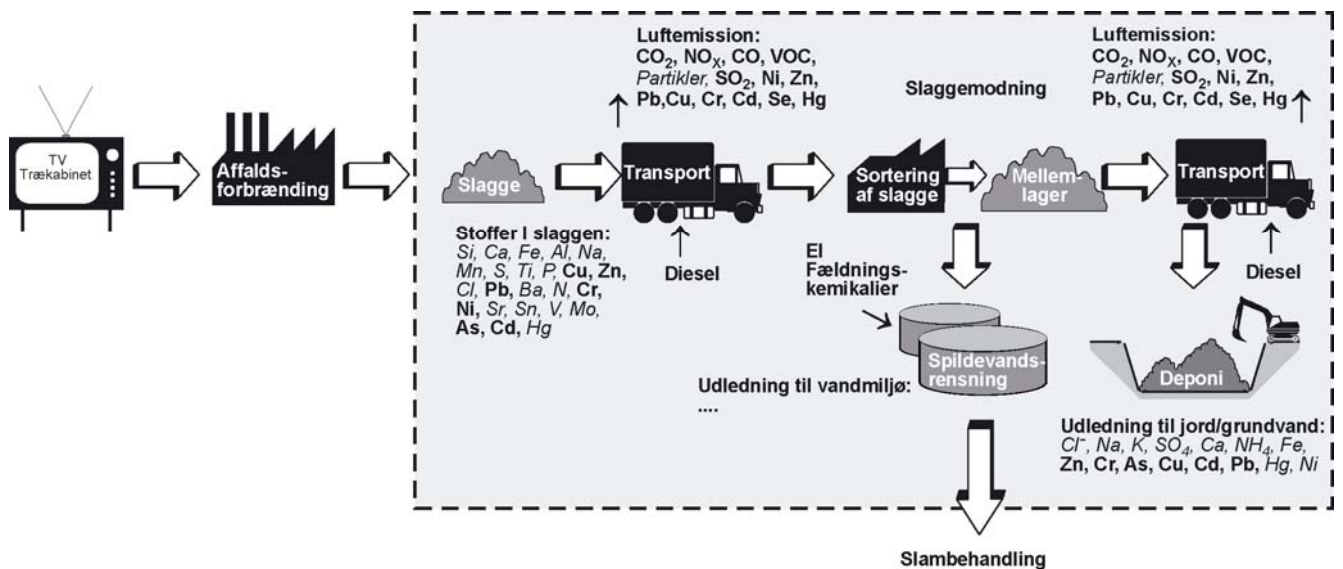 TV
Trækabinet
Affalds-
forbrænding
Slagge
Stoffer I slaggen:
Si, Ca, Fe, Al, Na,
Mn, S, Ti, P, Cu, Zn,
Cl, Pb, Ba, N, Cr,
Ni, Sr, Sn, V, Mo,
As, Cd, Hg
Luftemission:
CO₂, NOₓ, CO, VOC,
Partikler, SO₂, Ni, Zn,
Pb,Cu, Cr, Cd, Se, Hg
Transport
Diesel
Slaggemodning
Sortering
af slagge
Mellem-
lager
El
Fældnings-
kemikalier
Spildevands-
rensning
Udledning til vandmiljø:
....
Luftemission:
CO₂, NOₓ, CO, VOC,
Partikler, SO₂, Ni, Zn,
Pb, Cu, Cr, Cd, Se, Hg
Transport
Diesel
Deponi
Udledning til jord/grundvand:
Cl⁻, Na, K, SO₄, Ca, NH₄, Fe,
Zn, Cr, As, Cu, Cd, Pb, Hg, Ni
Slambehandling